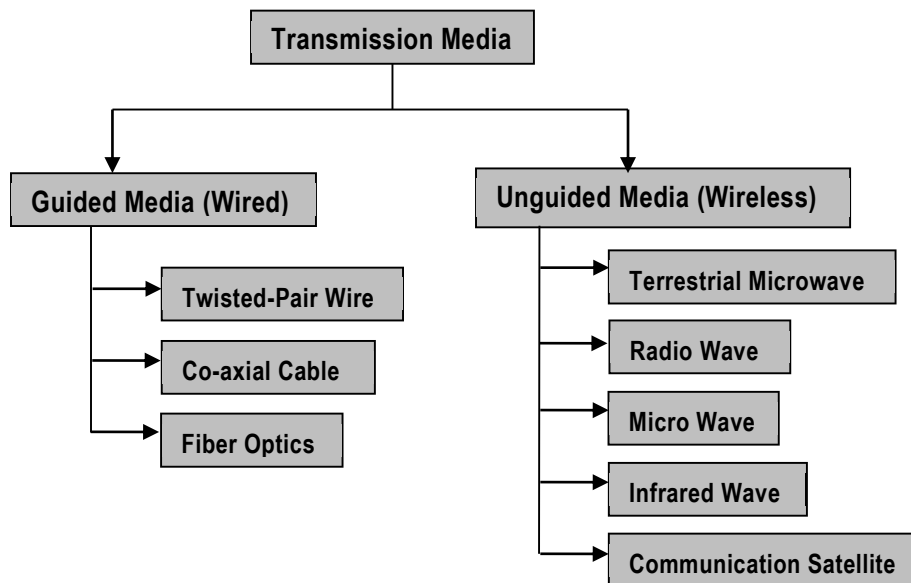 Transmission Media
Guided Media (Wired)
Twisted-Pair Wire
Co-axial Cable
Fiber Optics
Unguided Media (Wireless)
Terrestrial Microwave
Radio Wave
Micro Wave
Infrared Wave
Communication Satellite